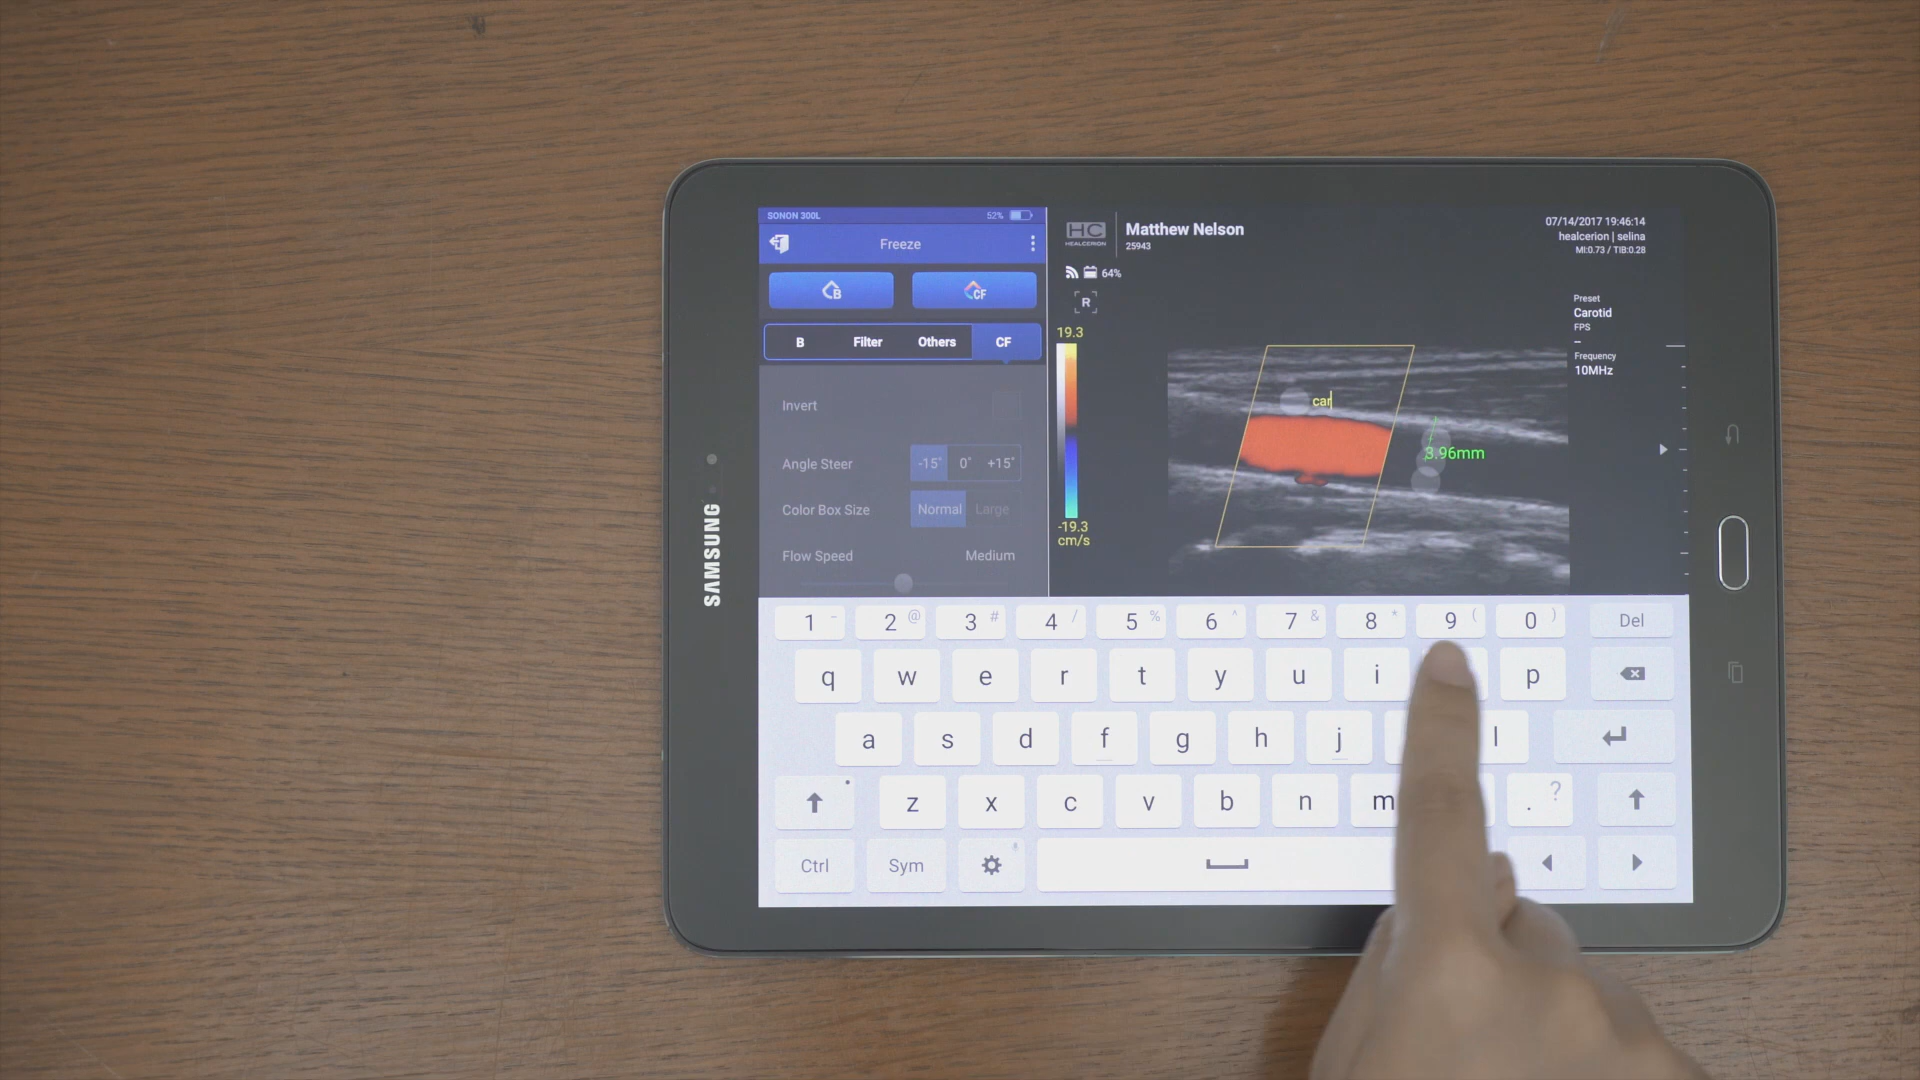 SAMSUNG
SONON 300L 52%
Freeze
B CF
B Filter Others CF
Invert
Angle Steer -15° 0° +15°
Color Box Size Normal Large
Flow Speed Medium
HC Matthew Nelson
HEALCERION 25943
64%
R
07/14/2017 19:46:14
healcerion | selina
MI:0.73 / TIB:0.28
Preset
Carotid
FPS
–
Frequency
10MHz
19.3
-19.3
cm/s
car
3.96mm
1 - 2 @ 3 # 4 / 5 % 6 ^ 7 & 8 * 9 ( 0 ) Del
q w e r t y u i p
a s d f g h j l
z x c v b n m . ?
Ctrl Sym